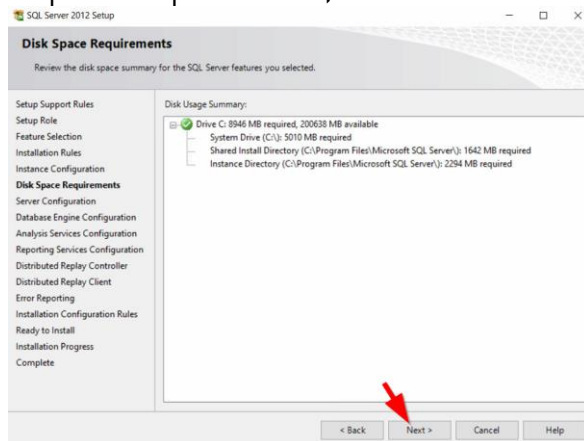 SQL Server 2012 Setup
Disk Space Requirements
Review the disk space summary for the SQL Server features you selected.
Setup Support Rules
Setup Role
Feature Selection
Installation Rules
Instance Configuration
Disk Space Requirements
Server Configuration
Database Engine Configuration
Analysis Services Configuration
Reporting Services Configuration
Distributed Replay Controller
Distributed Replay Client
Error Reporting
Installation Configuration Rules
Ready to Install
Installation Progress
Complete
Disk Usage Summary:
Drive C: 8946 MB required, 200638 MB available
System Drive (C:\): 5010 MB required
Shared Install Directory (C:\Program Files\Microsoft SQL Server\): 1642 MB required
Instance Directory (C:\Program Files\Microsoft SQL Server\): 2294 MB required
< Back Next > Cancel Help